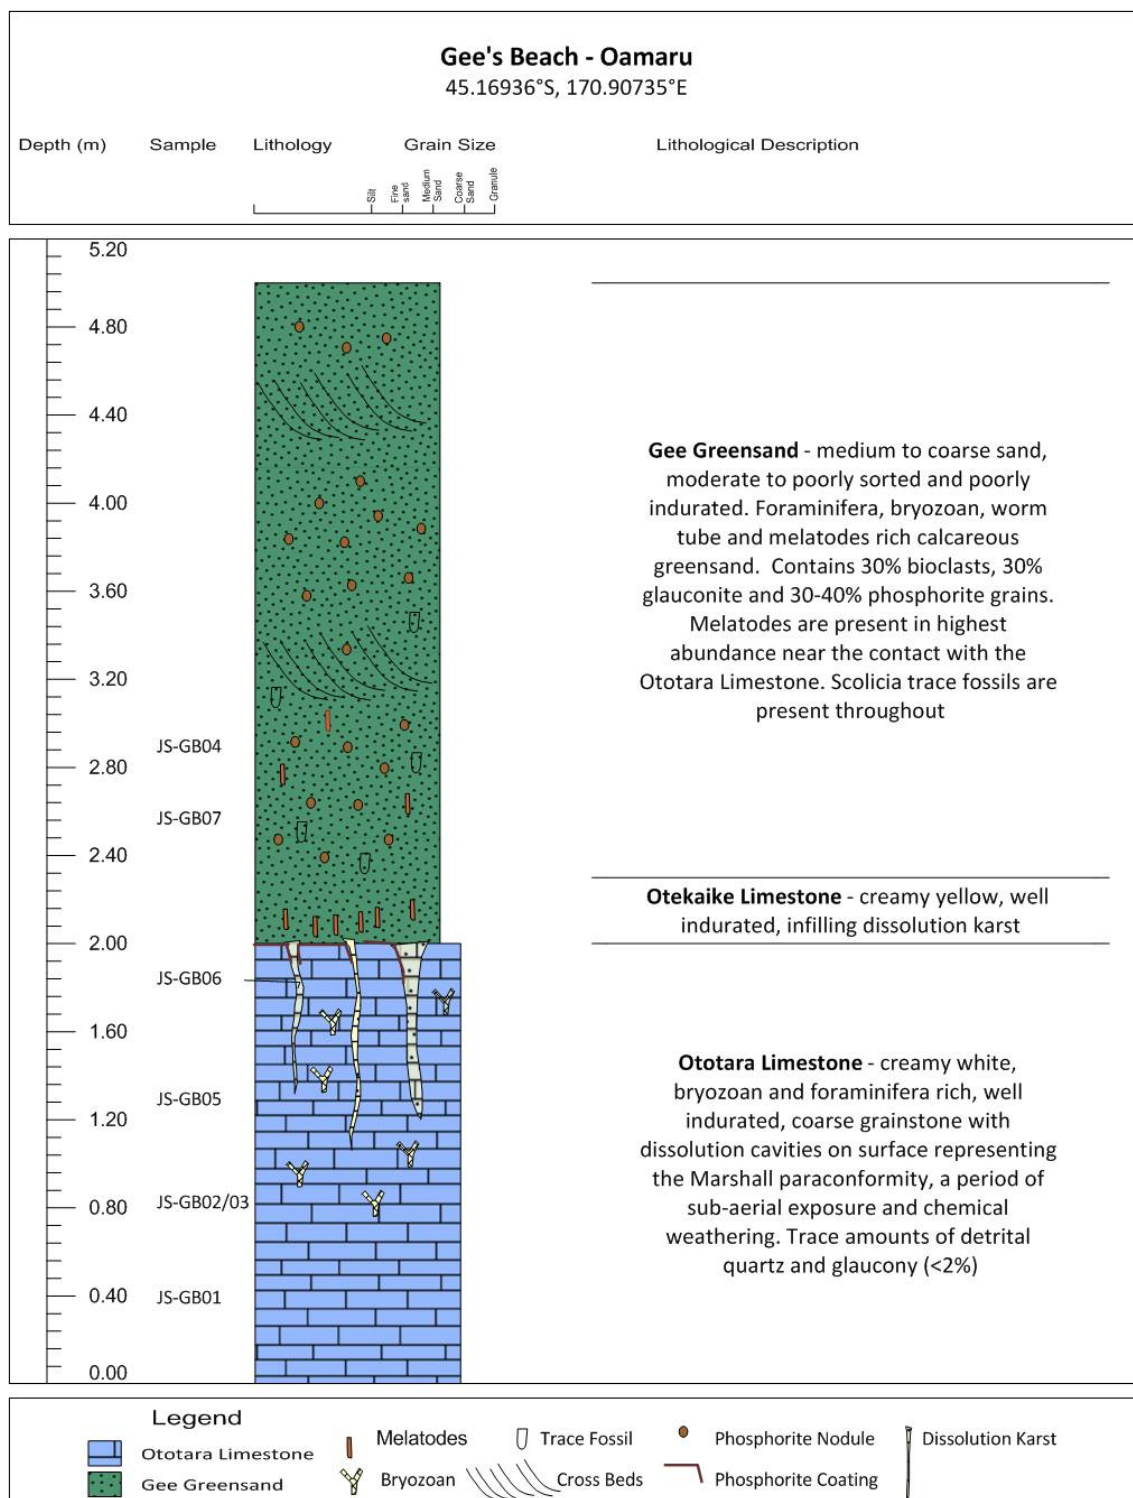 Gee's Beach - Oamaru
45.16936°S, 170.90735°E
Depth (m) Sample Lithology Grain Size Lithological Description
Silt
Fine sand
Medium Sand
Coarse Sand
Granule
5.20
4.80
4.40
4.00
3.60
3.20
2.80
2.40
2.00
1.60
1.20
0.80
0.40
0.00
JS-GB04
JS-GB07
JS-GB06
JS-GB05
JS-GB02/03
JS-GB01
Gee Greensand - medium to coarse sand,
moderate to poorly sorted and poorly
indurated. Foraminifera, bryozoan, worm
tube and melatodes rich calcareous
greensand. Contains 30% bioclasts, 30%
glauconite and 30-40% phosphorite grains.
Melatodes are present in highest
abundance near the contact with the
Ototara Limestone. Scolicia trace fossils are
present throughout
Otekaike Limestone - creamy yellow, well
indurated, infilling dissolution karst
Ototara Limestone - creamy white,
bryozoan and foraminifera rich, well
indurated, coarse grainstone with
dissolution cavities on surface representing
the Marshall paraconformity, a period of
sub-aerial exposure and chemical
weathering. Trace amounts of detrital
quartz and glaucony (<2%)
Legend
Ototara Limestone
Gee Greensand
Melatodes
Bryozoan
Trace Fossil
Cross Beds
Phosphorite Nodule
Phosphorite Coating
Dissolution Karst